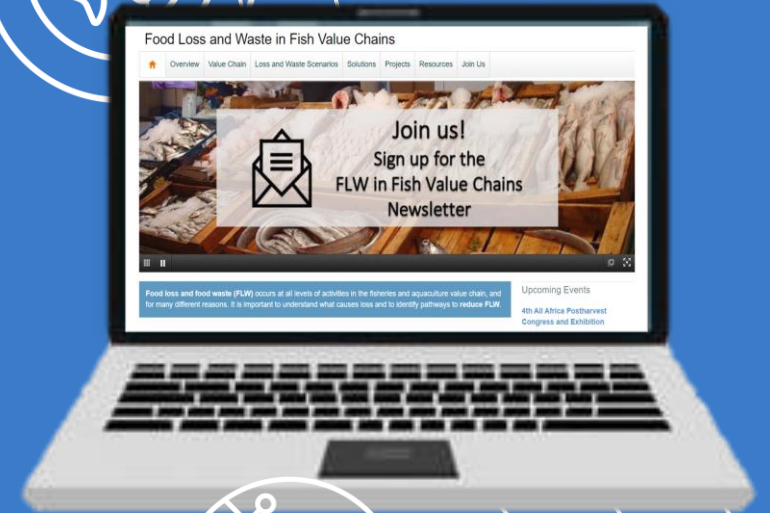 Food Loss and Waste in Fish Value Chains
Overview Value Chain Loss and Waste Scenarios Solutions Projects Resources Join Us
Join us!
Sign up for the
FLW in Fish Value Chains
Newsletter
Food loss and food waste (FLW) occurs at all levels of activities in the fisheries and aquaculture value chain, and
for many different reasons. It is important to understand what causes loss and to identify pathways to reduce FLW.
Upcoming Events
4th All Africa Postharvest
Congress and Exhibition